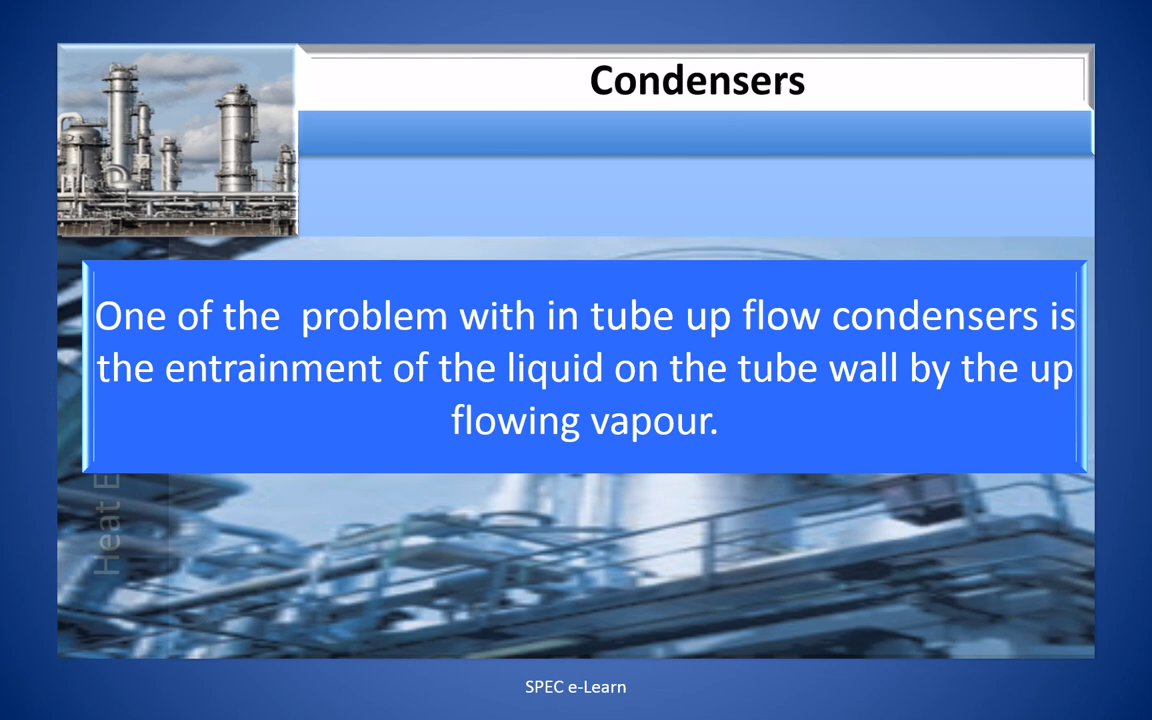 Condensers
One of the  problem with in tube up flow condensers is
the entrainment of the liquid on the tube wall by the up
flowing vapour.
Heat E
SPEC e-Learn